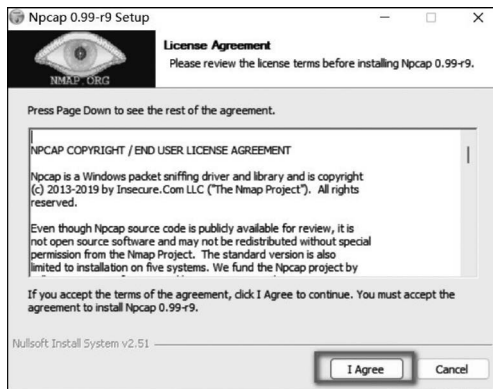 Npcap 0.99-r9 Setup
License Agreement
Please review the license terms before installing Npcap 0.99-r9.
NMAP.ORG
Press Page Down to see the rest of the agreement.
NPCAP COPYRIGHT / END USER LICENSE AGREEMENT
Npcap is a Windows packet sniffing driver and library and is copyright
(c) 2013-2019 by Insecure.Com LLC ("The Nmap Project"). All rights
reserved.
Even though Npcap source code is publicly available for review, it is
not open source software and may not be redistributed without special
permission from the Nmap Project. The standard version is also
limited to installation on five systems. We fund the Npcap project by
If you accept the terms of the agreement, click I Agree to continue. You must accept the
agreement to install Npcap 0.99-r9.
Nullsoft Install System v2.51
I Agree
Cancel